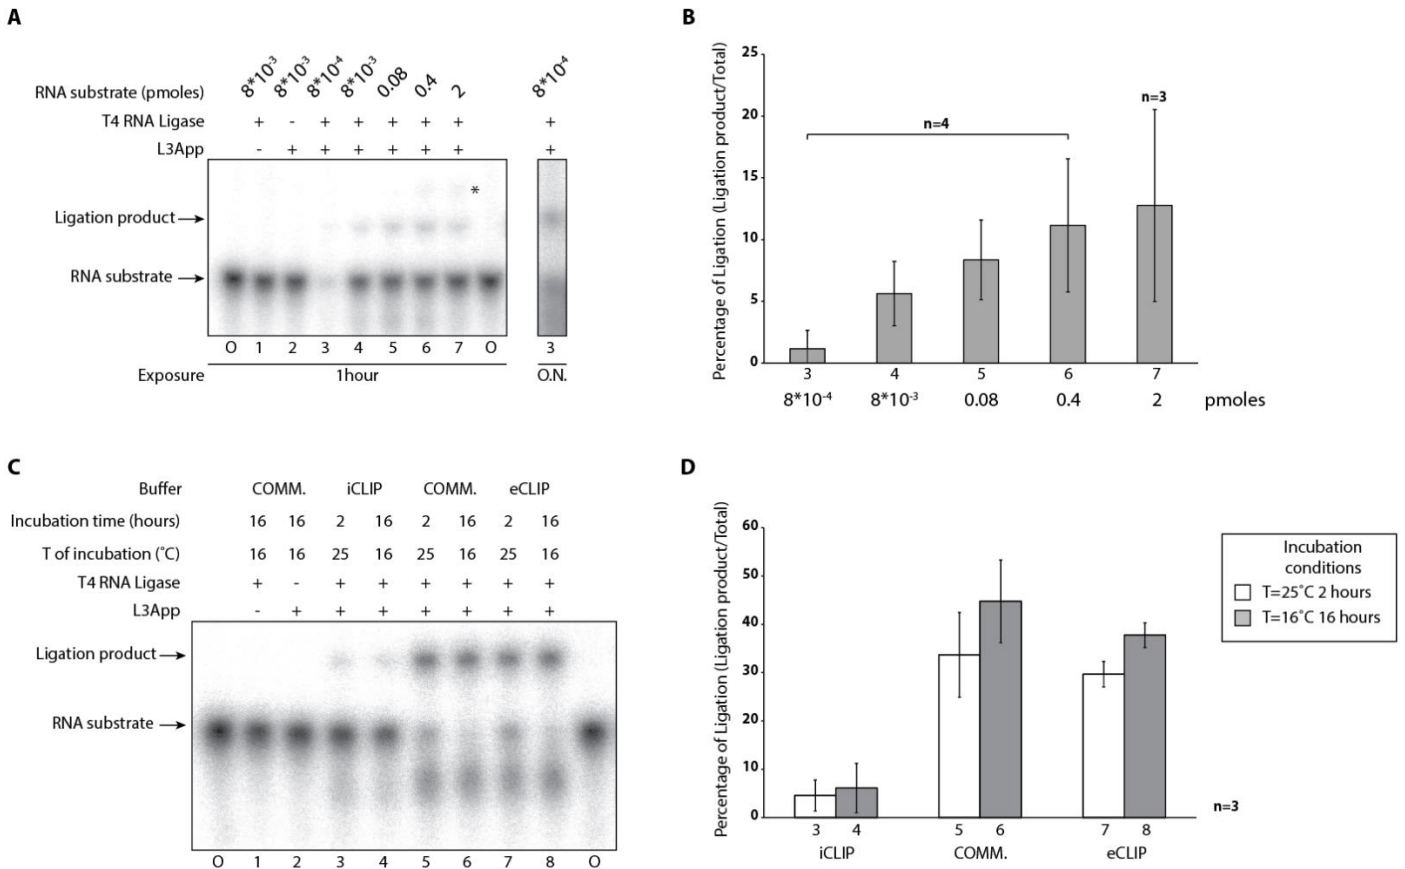 A
RNA substrate (pmoles) 8*10-3 8*10-3 8*10-4 8*10-3 0.08 0.4 2 8*10-4
T4 RNA Ligase + - + + + + + +
L3App - + + + + + + +
*
Ligation product
RNA substrate
O 1 2 3 4 5 6 7 O 3
Exposure 1hour O.N.
B
Percentage of Ligation (Ligation product/Total)
25
20
15
10
5
0
n=4
n=3
3 4 5 6 7
8*10-4 8*10-3 0.08 0.4 2 pmoles
C
Buffer COMM. iCLIP COMM. eCLIP
Incubation time (hours) 16 16 2 16 2 16 2 16
T of incubation (˚C) 16 16 25 16 25 16 25 16
T4 RNA Ligase + - + + + + + +
L3App - + + + + + + +
Ligation product
RNA substrate
O 1 2 3 4 5 6 7 8 O
D
Percentage of Ligation (Ligation product/Total)
60
50
40
30
20
10
0
3 4 5 6 7 8
iCLIP COMM. eCLIP
n=3
Incubation
conditions
T=25˚C 2 hours
T=16˚C 16 hours